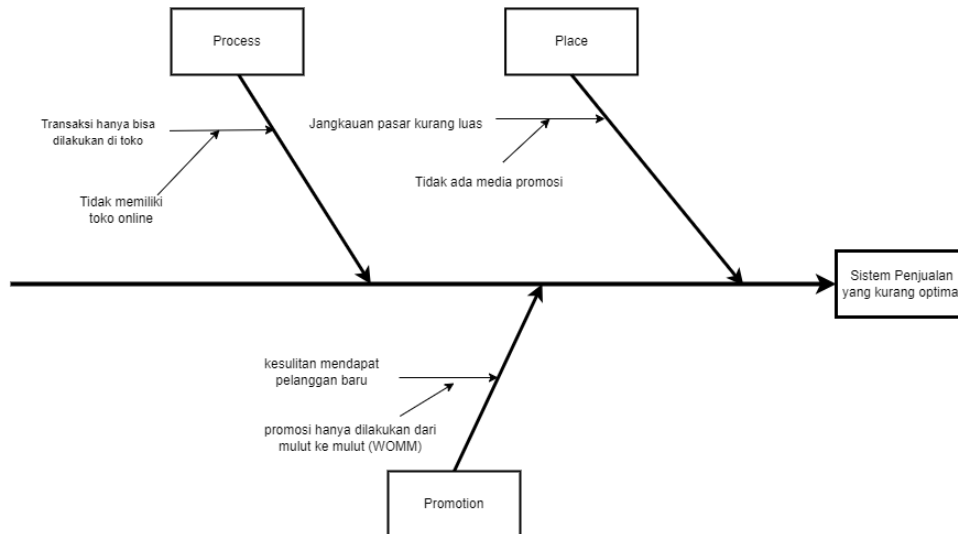 Process
Place
Transaksi hanya bisa
dilakukan di toko
Jangkauan pasar kurang luas
Tidak memiliki
toko online
Tidak ada media promosi
Sistem Penjualan
yang kurang optima
kesulitan mendapat
pelanggan baru
promosi hanya dilakukan dari
mulut ke mulut (WOMM)
Promotion